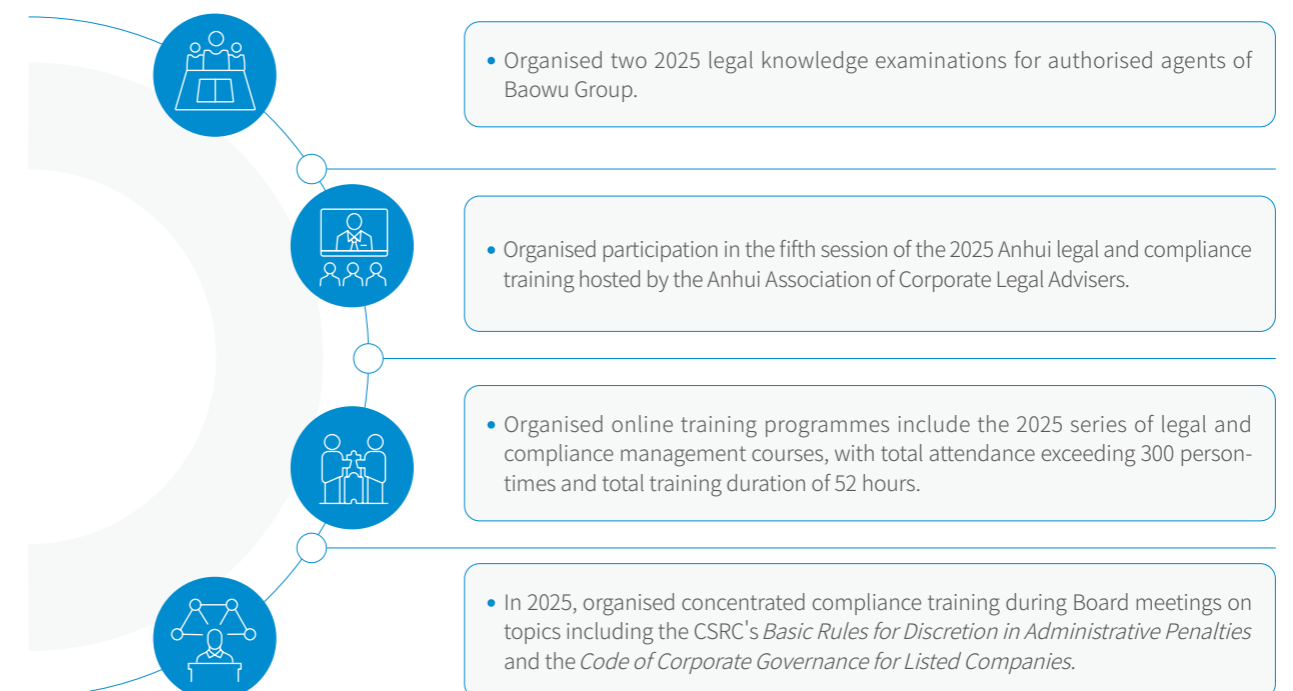 • Organised two 2025 legal knowledge examinations for authorised agents of
Baowu Group.
• Organised participation in the fifth session of the 2025 Anhui legal and compliance
training hosted by the Anhui Association of Corporate Legal Advisers.
• Organised online training programmes include the 2025 series of legal and
compliance management courses, with total attendance exceeding 300 person-
times and total training duration of 52 hours.
• In 2025, organised concentrated compliance training during Board meetings on
topics including the CSRC's Basic Rules for Discretion in Administrative Penalties
and the Code of Corporate Governance for Listed Companies.